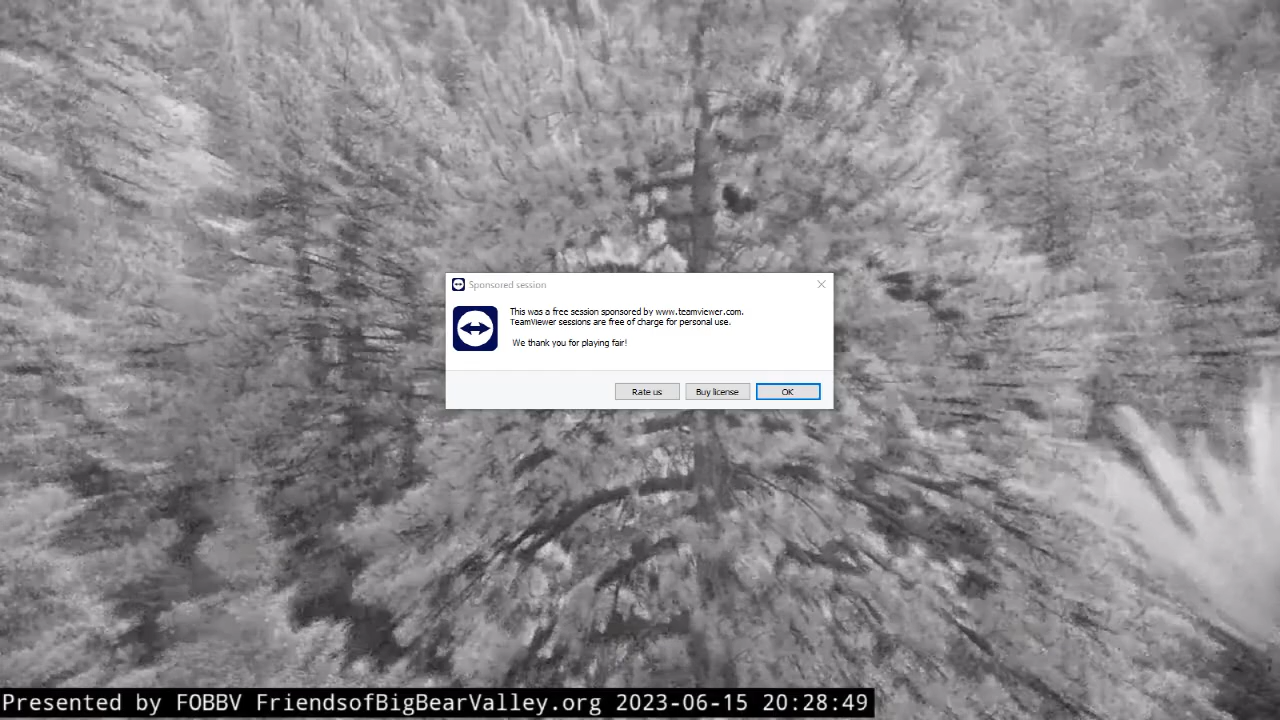 Sponsored session
This was a free session sponsored by www.teamviewer.com.
TeamViewer sessions are free of charge for personal use.
We thank you for playing fair!
Rate us Buy license OK
Presented by FOBBV FriendsofBigBearValley.org 2023-06-15 20:28:49